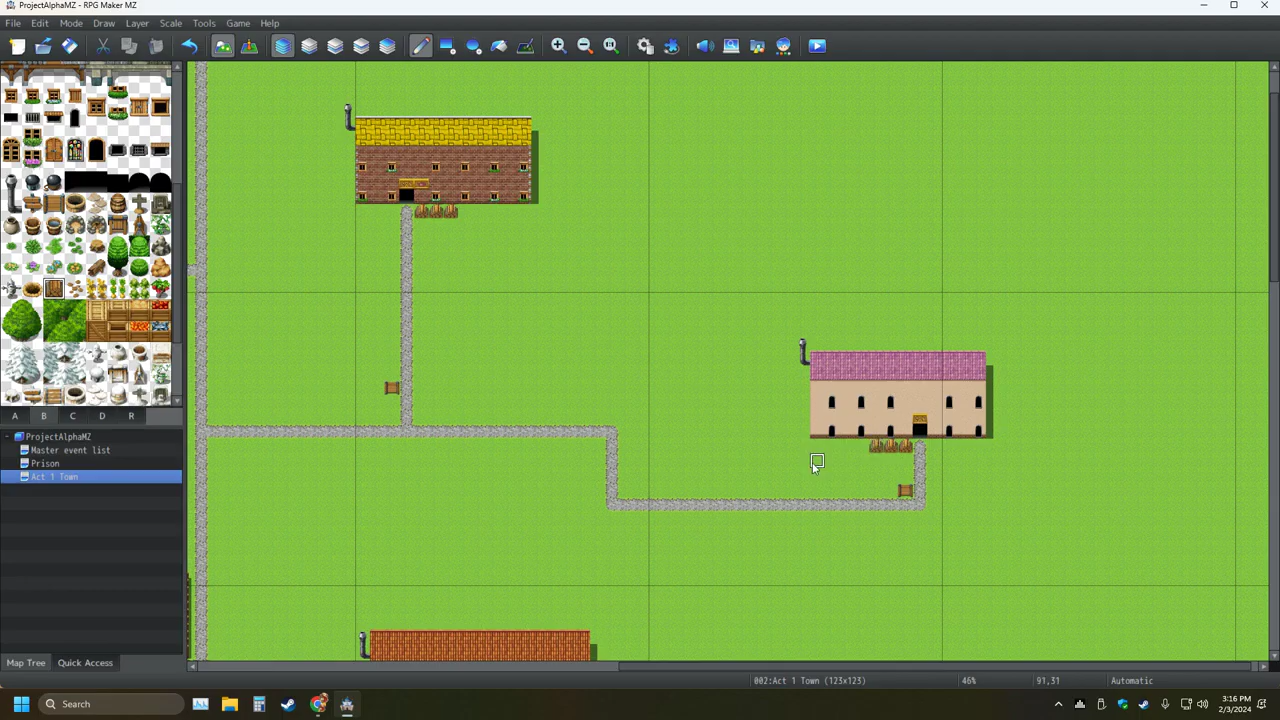 ProjectAlphaMZ - RPG Maker MZ
File Edit Mode Draw Layer Scale Tools Game Help
A B C D R
ProjectAlphaMZ
Master event list
Prison
Act 1 Town
Map Tree Quick Access
002:Act 1 Town (123x123) 46% 91,31 Automatic
Search
3:16 PM
2/3/2024